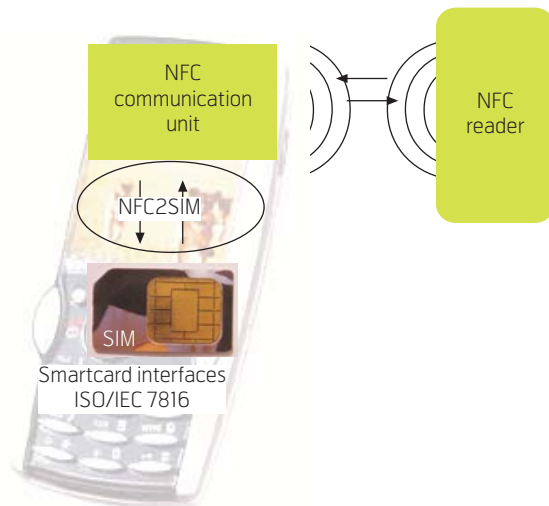 NFC
communication
unit
NFC
reader
NFC2SIM
SIM
Smartcard interfaces
ISO/IEC 7816